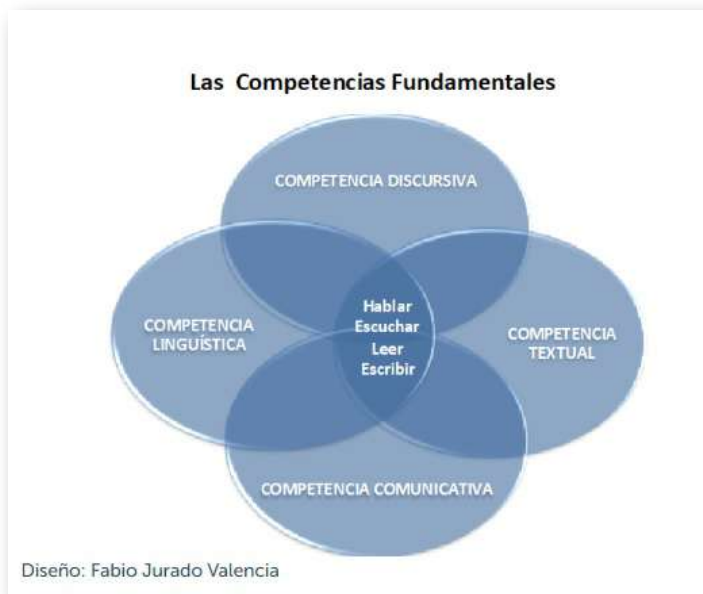 Las Competencias Fundamentales
COMPETENCIA DISCURSIVA
COMPETENCIA
LINGUÍSTICA
Hablar
Escuchar
Leer
Escribir
COMPETENCIA
TEXTUAL
COMPETENCIA COMUNICATIVA
Diseño: Fabio Jurado Valencia